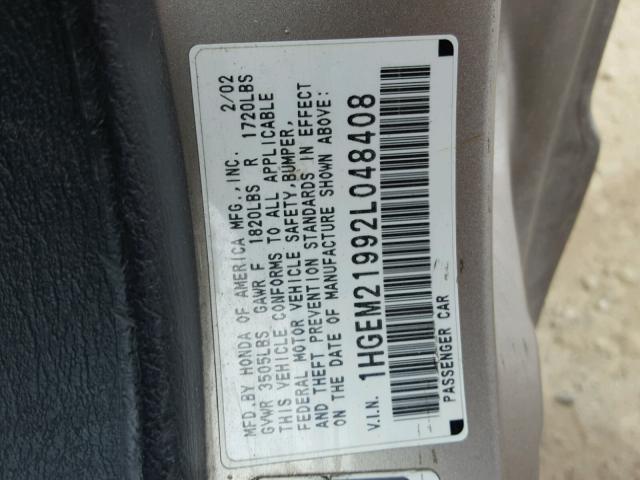 MFD.BY HONDA OF AMERICA MFG.,INC. 2/02
GVWR 3505LBS GAWR F 1820LBS R 1720LBS
THIS VEHICLE CONFORMS TO ALL APPLICABLE
FEDERAL MOTOR VEHICLE SAFETY,BUMPER,
AND THEFT PREVENTION STANDARDS IN EFFECT
ON THE DATE OF MANUFACTURE SHOWN ABOVE:
V.I.N. 1HGEM21992L048408
PASSENGER CAR